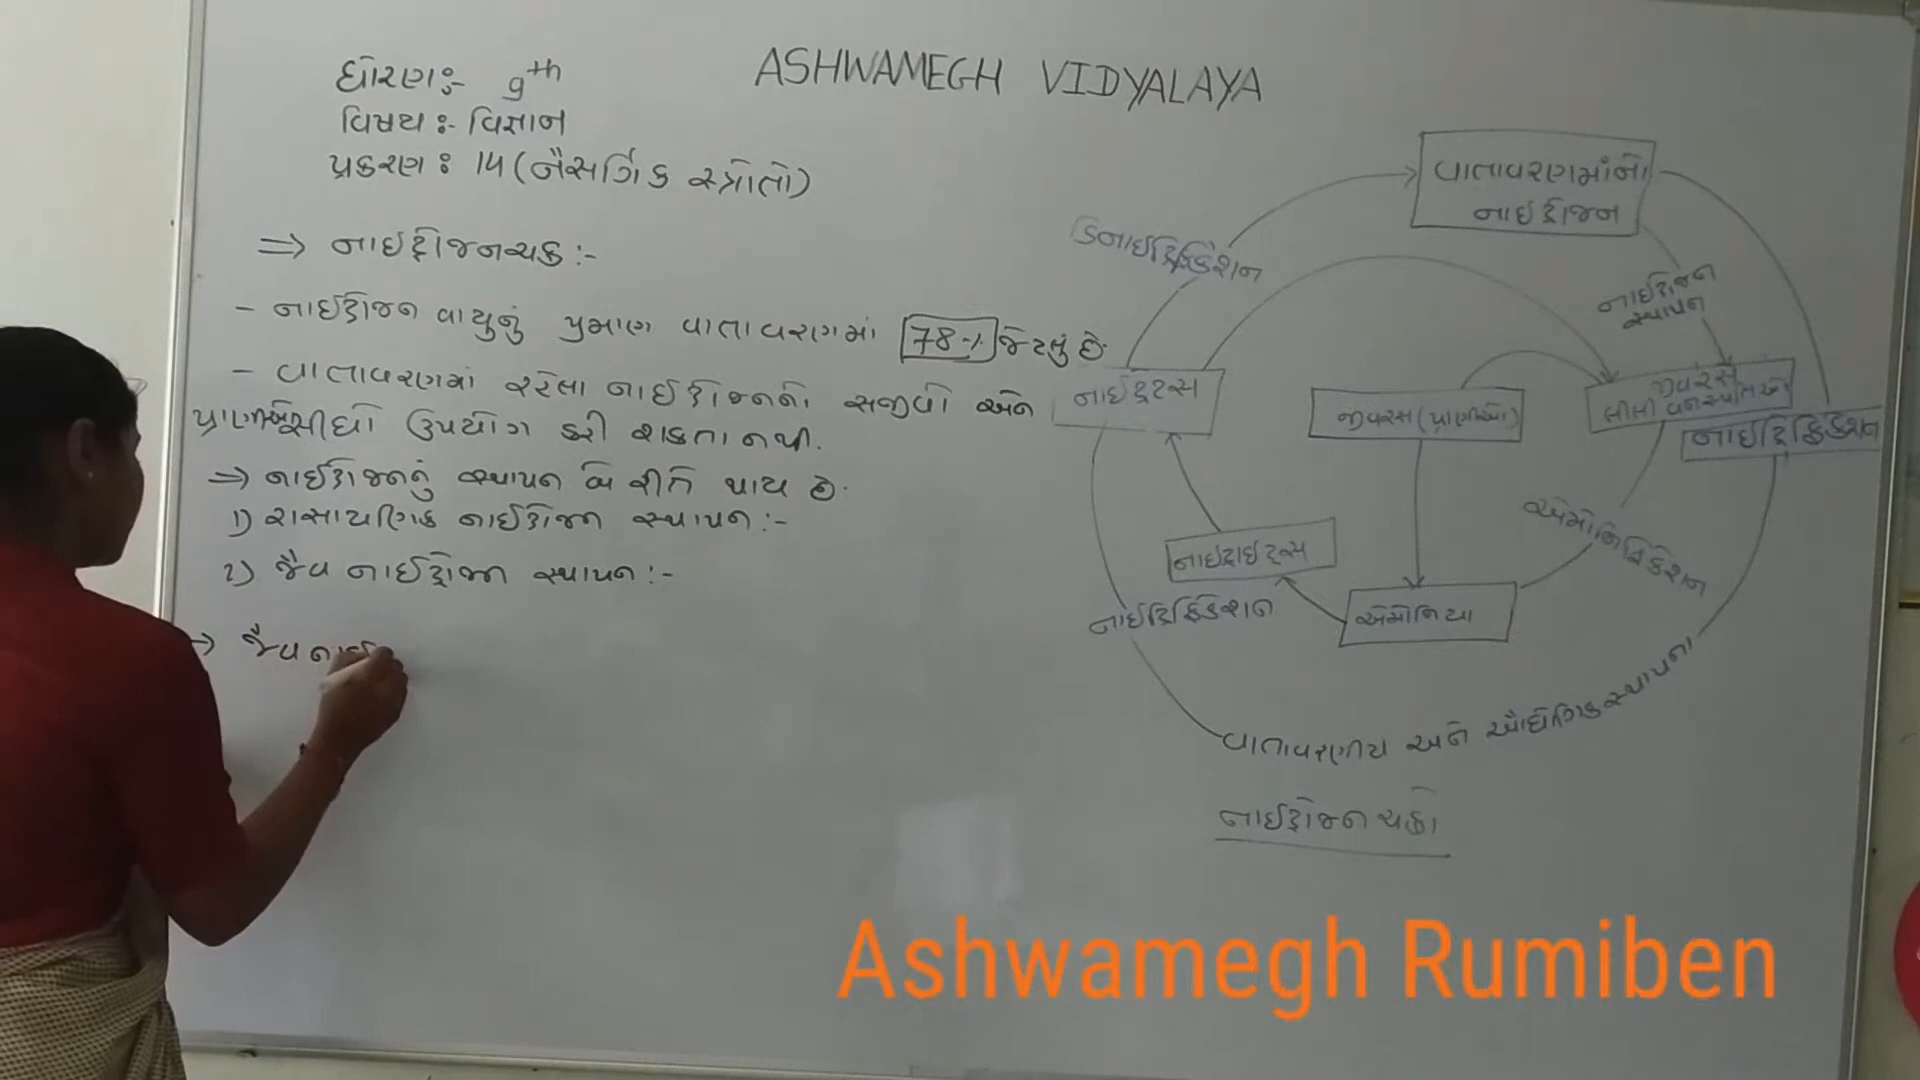 ASHWAMEGH VIDYALAYA
ધોરણ:- 9th
વિષય :- વિજ્ઞાન
પ્રકરણ : 14 (નૈસર્ગિક સ્ત્રોતો)
⇒ નાઈટ્રોજનચક્ર :-
- નાઈટ્રોજન વાયુનું પ્રમાણ વાતાવરણમાં 78% જેટલું છે.
- વાતાવરણમાં રહેલા નાઈટ્રોજનનો સજીવો અને
સીધો ઉપયોગ કરી શકતા નથી.
⇒ નાઈટ્રોજનનું સ્થાપન બે રીતે થાય છે.
1) રાસાયણિક નાઈટ્રોજન સ્થાપન :-
2) જૈવ નાઈટ્રોજન સ્થાપન :-
→ જૈવ
વાતાવરણમાંનો
નાઈટ્રોજન
ડિનાઈટ્રિફિકેશન
નાઈટ્રોજન
સ્થાપન
નાઈટ્રેટસ
જીવરસ (પ્રાણીઓ)
જીવરસ
લીલી વનસ્પતિઓ
નાઈટ્રિફિકેશન
નાઈટ્રાઈટ્સ
એમોનિફિકેશન
એમોનિયા
નાઈટ્રિફિકેશન
વાતાવરણીય અને ઔદ્યોગિક સ્થાપના
નાઈટ્રોજન ચક્રો
Ashwamegh Rumiben